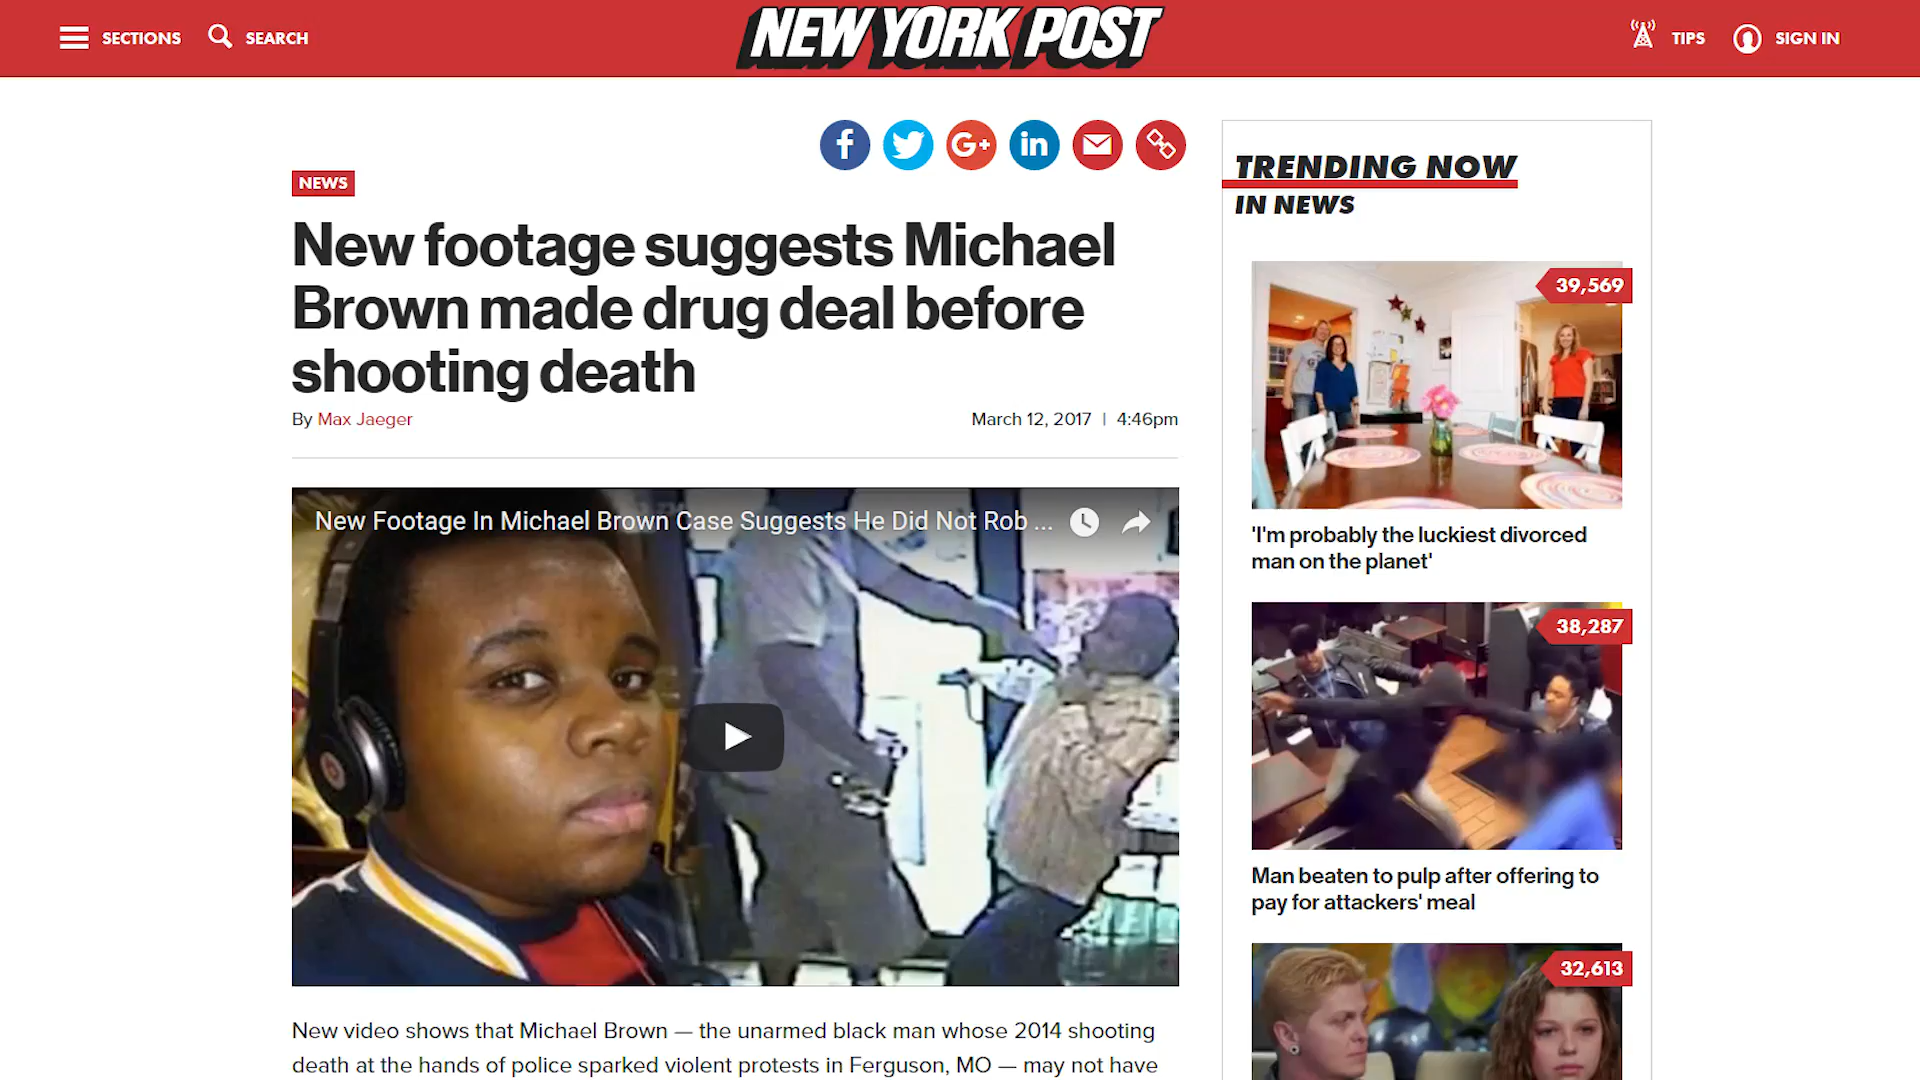 SECTIONS
SEARCH
NEW YORK POST
TIPS
SIGN IN
NEWS
New footage suggests Michael
Brown made drug deal before
shooting death
By Max Jaeger
March 12, 2017 | 4:46pm
New Footage In Michael Brown Case Suggests He Did Not Rob ...
New video shows that Michael Brown — the unarmed black man whose 2014 shooting
death at the hands of police sparked violent protests in Ferguson, MO — may not have
TRENDING NOW
IN NEWS
39,569
'I'm probably the luckiest divorced
man on the planet'
38,287
Man beaten to pulp after offering to
pay for attackers' meal
32,613